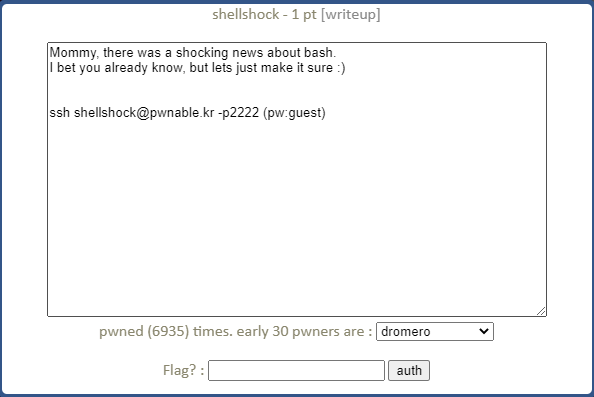 shellshock - 1 pt [writeup]
Mommy, there was a shocking news about bash.
I bet you already know, but lets just make it sure :)
ssh shellshock@pwnable.kr -p2222 (pw:guest)
pwned (6935) times. early 30 pwners are : dromero
Flag? : auth